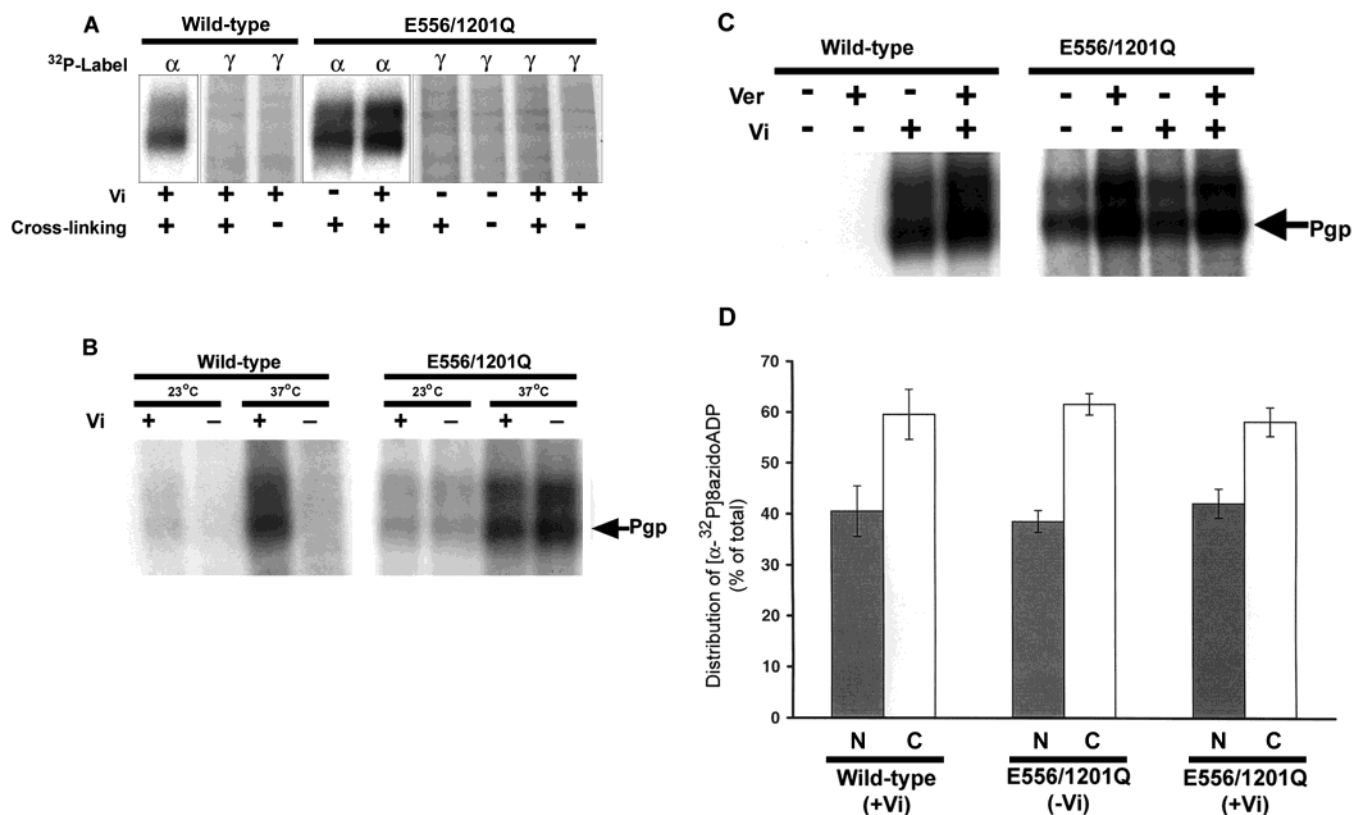 A
Wild-type E556/1201Q
³²P-Label α γ γ α α γ γ γ γ
Vi + + + - + - - + +
Cross-linking + + - + + + - + -
B
Wild-type E556/1201Q
23°C 37°C 23°C 37°C
Vi + − + − + − + −
Pgp
C
Wild-type E556/1201Q
Ver - + - + - + - +
Vi - - + + - - + +
Pgp
D
Distribution of [α-³²P]8azidoADP
(% of total)
70
60
50
40
30
20
10
0
N C N C N C
Wild-type E556/1201Q E556/1201Q
(+Vi) (-Vi) (+Vi)